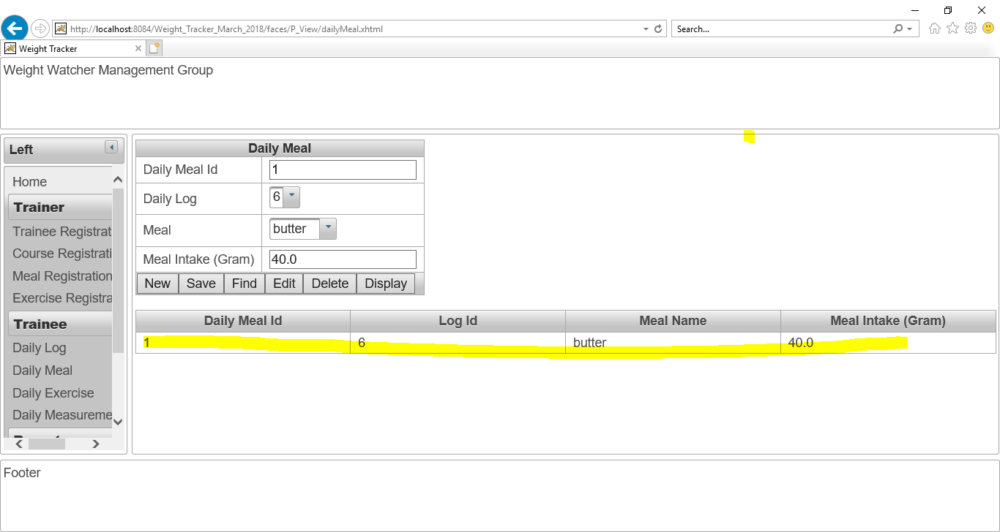 http://localhost:8084/Weight_Tracker_March_2018/faces/P_View/dailyMeal.xhtml
Search...
Weight Tracker
Weight Watcher Management Group
Left
Home
Trainer
Trainee Registrat
Course Registrati
Meal Registration
Exercise Registra
Trainee
Daily Log
Daily Meal
Daily Exercise
Daily Measureme
Daily Meal
Daily Meal Id 1
Daily Log 6
Meal butter
Meal Intake (Gram) 40.0
New Save Find Edit Delete Display
Daily Meal Id Log Id Meal Name Meal Intake (Gram)
1 6 butter 40.0
Footer